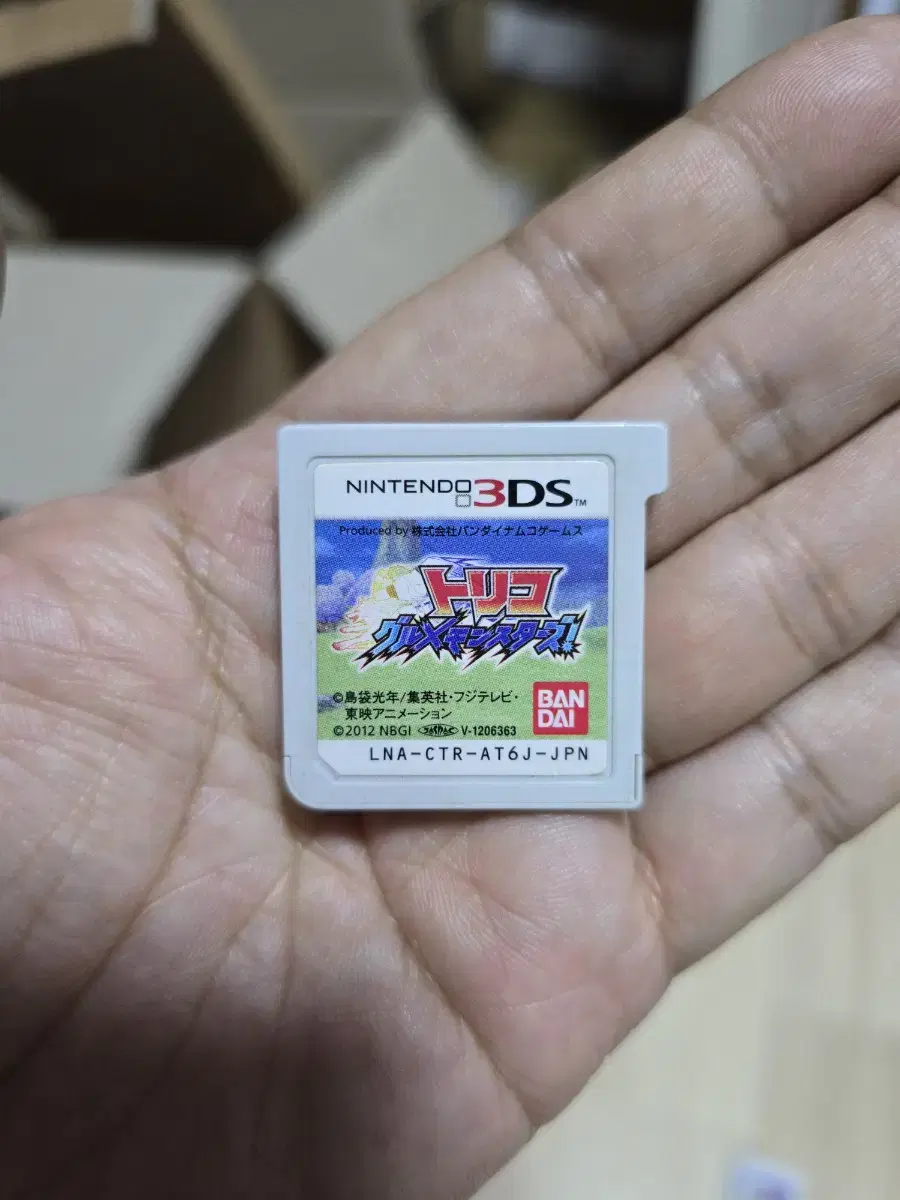 NINTENDO 3DS™
Produced by 株式会社バンダイナムコゲームス
トリコ
グルメモンスターズ!
©島袋光年/集英社・フジテレビ・
東映アニメーション
©2012 NBGI V-1206363
BAN
DAI
LNA-CTR-AT6J-JPN